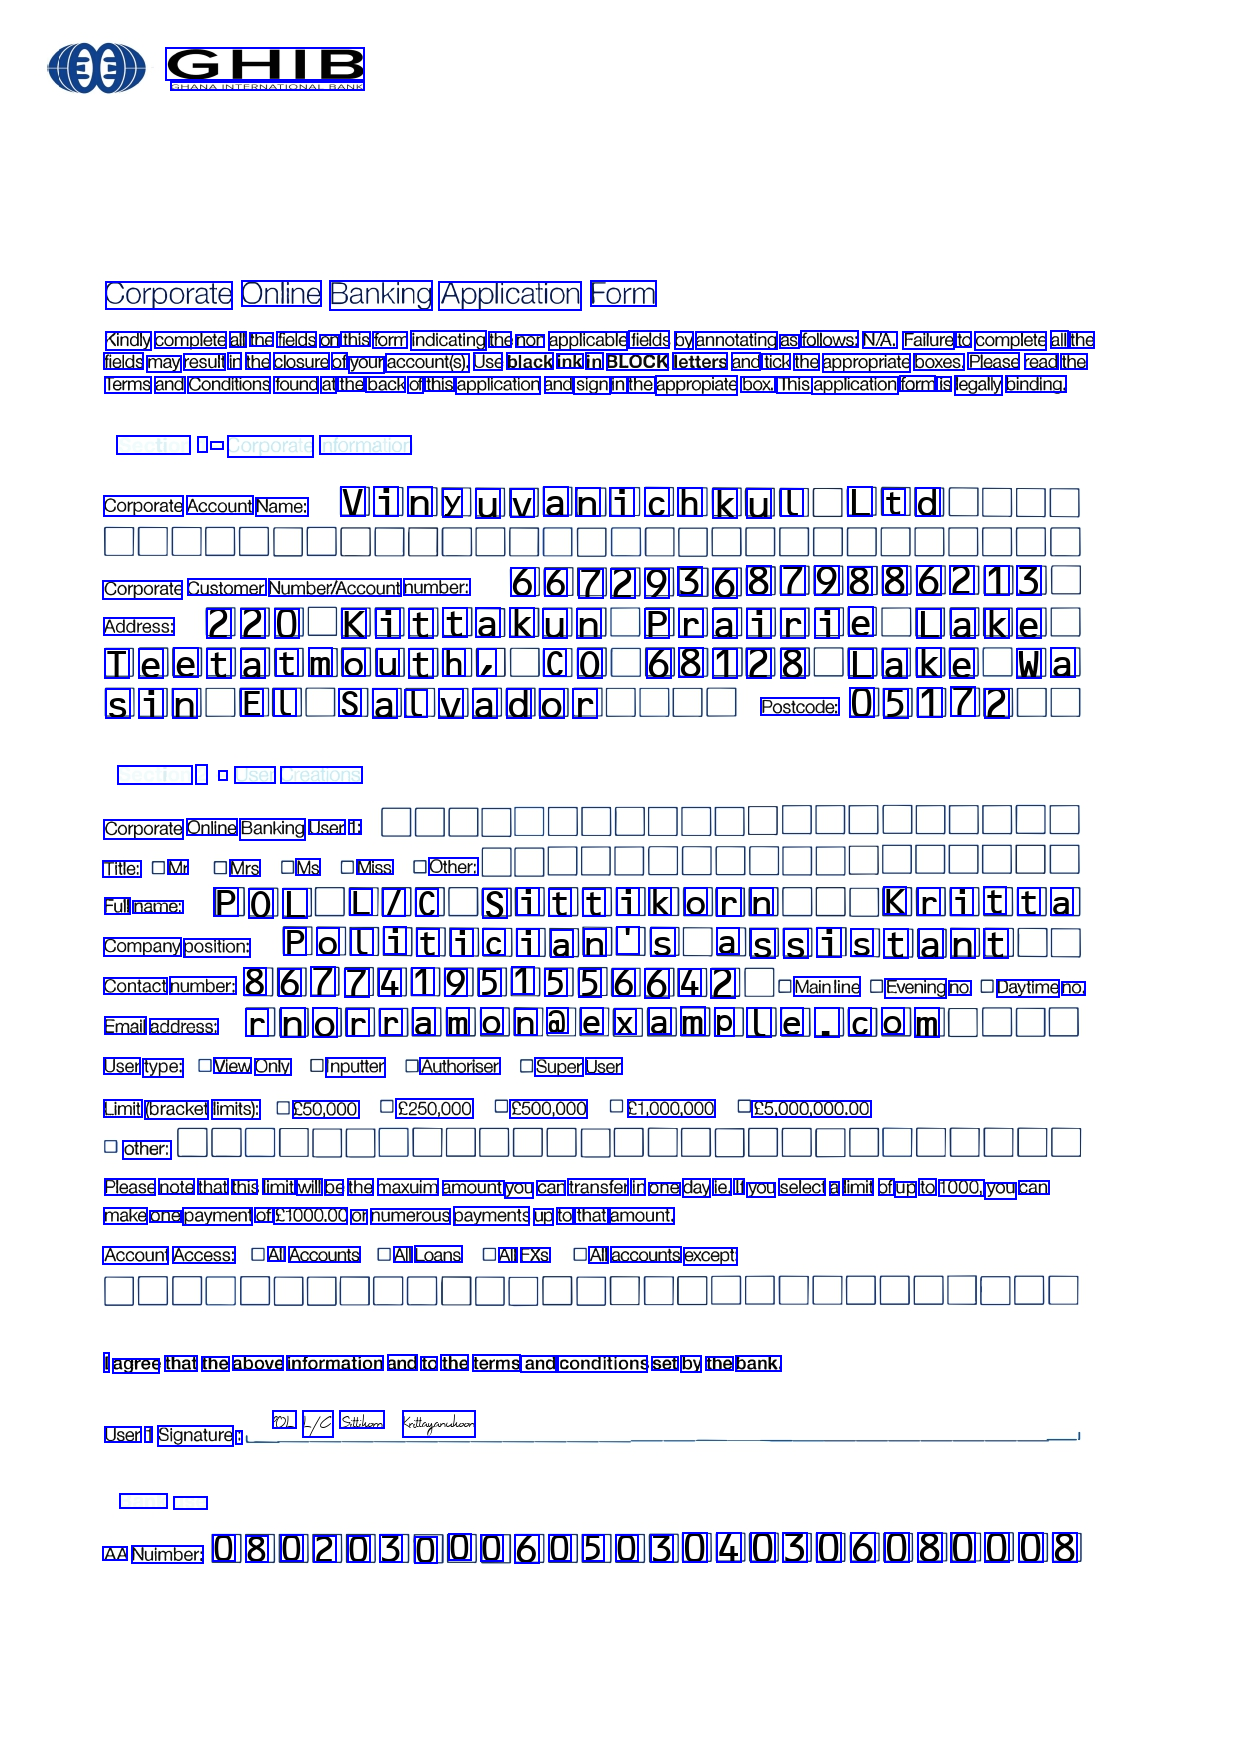 GHIB
GHANA INTERNATIONAL BANK
Corporate Online Banking Application Form
Kindly complete all the fields on this form indicating the non applicable fields by annotating as follows: N/A. Failure to complete all the
fields may result in the closure of your account(s). Use black ink in BLOCK letters and tick the appropriate boxes. Please read the
Terms and Conditions found at the back of this application and sign in the appropiate box. This application form is legally binding.
Section - Corporate Information
Corporate Account Name: Vinyuvanichkul Ltd
Corporate Customer Number/Account number: 6672936879886213
Address: 220 Kittakun Prairie Lake
Teetatmouth, CO 68128 Lake Wa
sin El Salvador Postcode: 05172
Section - User Creations
Corporate Online Banking User 1:
Title: Mr Mrs Ms Miss Other:
Full name: POL L/C Sittikorn Kritta
Company position: Politician's assistant
Contact number: 867741951556642 Main line Evening no Daytime no.
Email address: rnorramon@example.com
User type: View Only Inputter Authoriser Super User
Limit (bracket limits): £50,000 £250,000 £500,000 £1,000,000 £5,000,000.00
other:
Please note that this limit will be the maxuim amount you can transfer in one day ie. If you select a limit of up to 1000, you can
make one payment of £1000.00 or numerous payments up to that amount.
Account Access: All Accounts All Loans All FXs All accounts except
I agree that the above information and to the terms and conditions set by the bank.
User 1 Signature : POL L/C Sittikorn Krittayanukoon
AA Nuimber: 08020300060503040306080008